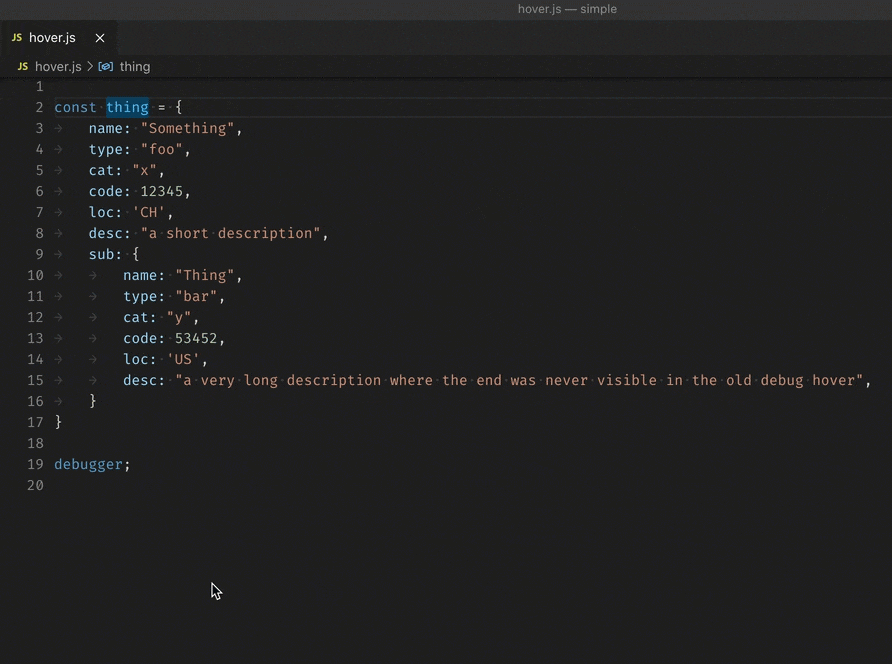 hover.js — simple
JS hover.js ×
JS hover.js > thing
1
2 const thing = {
3 name: "Something",
4 type: "foo",
5 cat: "x",
6 code: 12345,
7 loc: 'CH',
8 desc: "a short description",
9 sub: {
10 name: "Thing",
11 type: "bar",
12 cat: "y",
13 code: 53452,
14 loc: 'US',
15 desc: "a very long description where the end was never visible in the old debug hover",
16 }
17 }
18
19 debugger;
20